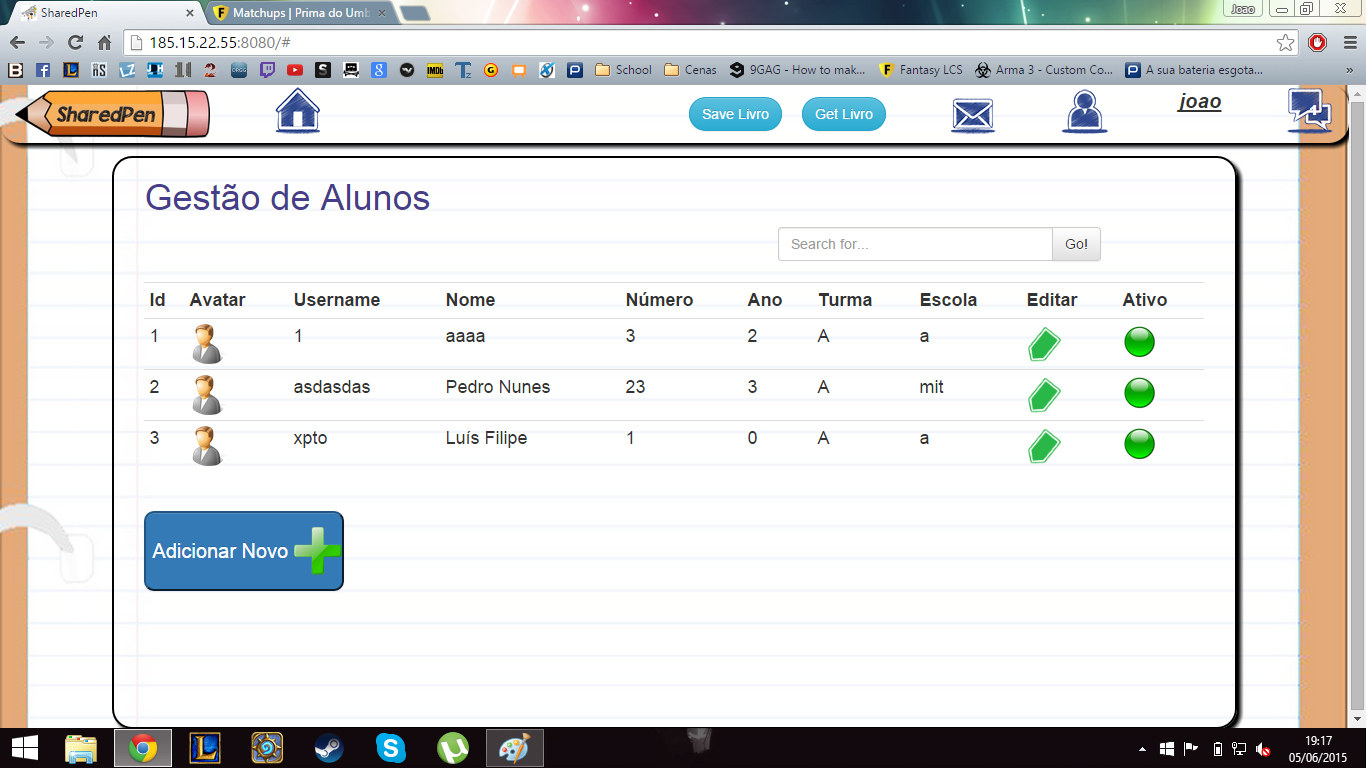 SharedPen
Matchups | Prima do Umb
Joao
185.15.22.55:8080/#
School
Cenas
9GAG - How to mak...
Fantasy LCS
Arma 3 - Custom Co...
A sua bateria esgota...
»
SharedPen
Save Livro
Get Livro
joao
Gestão de Alunos
Search for...
Go!
Id Avatar Username Nome Número Ano Turma Escola Editar Ativo
1 1 aaaa 3 2 A a
2 asdasdas Pedro Nunes 23 3 A mit
3 xpto Luís Filipe 1 0 A a
Adicionar Novo
19:17
05/06/2015